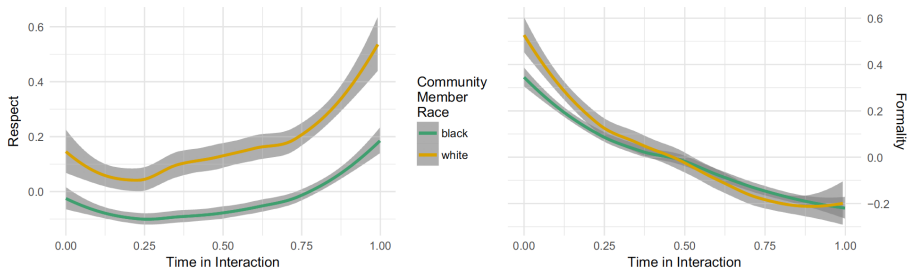 0.6
0.4
0.2
0.0
Respect
0.00 0.25 0.50 0.75 1.00
Time in Interaction
Community
Member
Race
black
white
0.6
0.4
0.2
0.0
−0.2
Formality
0.00 0.25 0.50 0.75 1.00
Time in Interaction